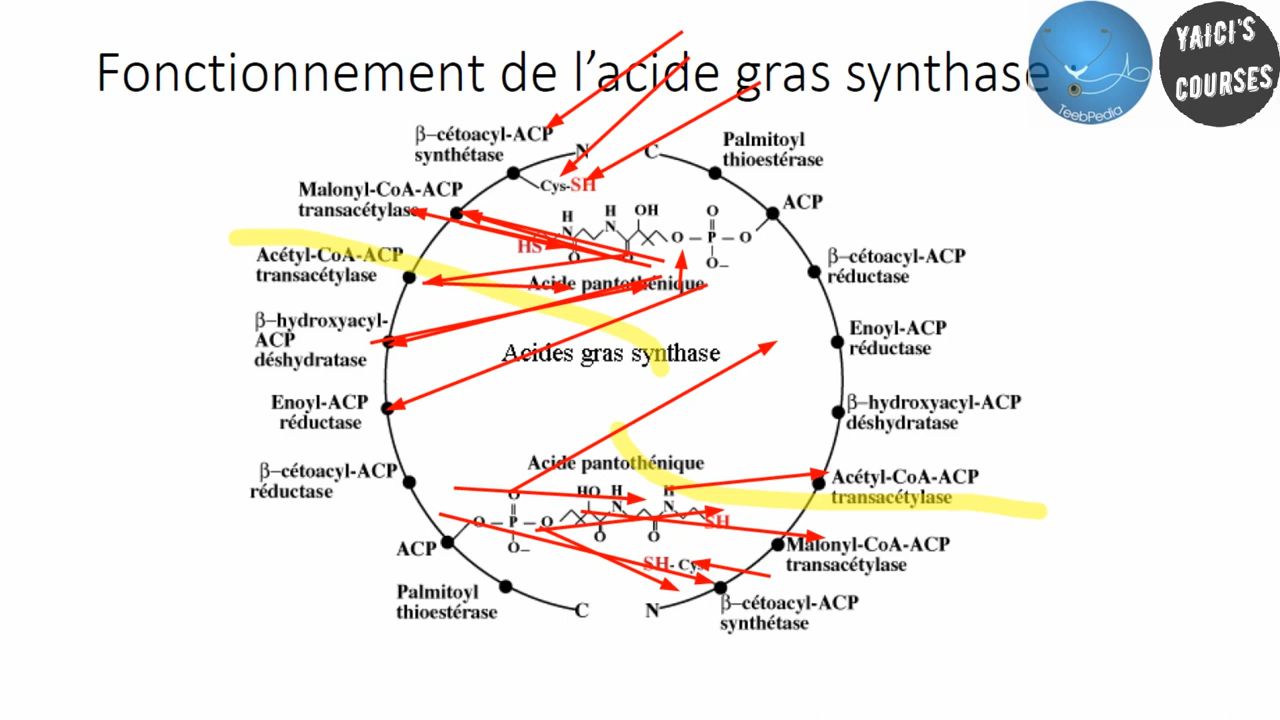 Fonctionnement de l’acide gras synthase
YAICI'S
COURSES
TeebPedia
β–cétoacyl-ACP
synthétase
N
C
Palmitoyl
thioestérase
Cys-SH
Malonyl-CoA-ACP
transacétylase
ACP
H
N
H
N
OH
O
HS
O
O
O
P
O
O–
Acétyl-CoA-ACP
transacétylase
β–cétoacyl-ACP
réductase
Acide pantothénique
β–hydroxyacyl-
ACP
déshydratase
Enoyl-ACP
réductase
Acides gras synthase
Enoyl-ACP
réductase
β–hydroxyacyl-ACP
déshydratase
β–cétoacyl-ACP
réductase
Acide pantothénique
Acétyl-CoA-ACP
transacétylase
O
HO
H
N
H
N
O
P
O
SH
O–
O
O
ACP
Malonyl-CoA-ACP
transacétylase
SH- Cys
Palmitoyl
thioestérase
C
N
β–cétoacyl-ACP
synthétase